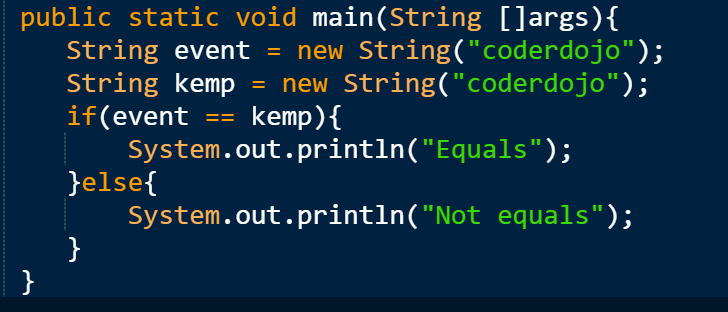 public static void main(String []args){
String event = new String("coderdojo");
String kemp = new String("coderdojo");
if(event == kemp){
System.out.println("Equals");
}else{
System.out.println("Not equals");
}
}